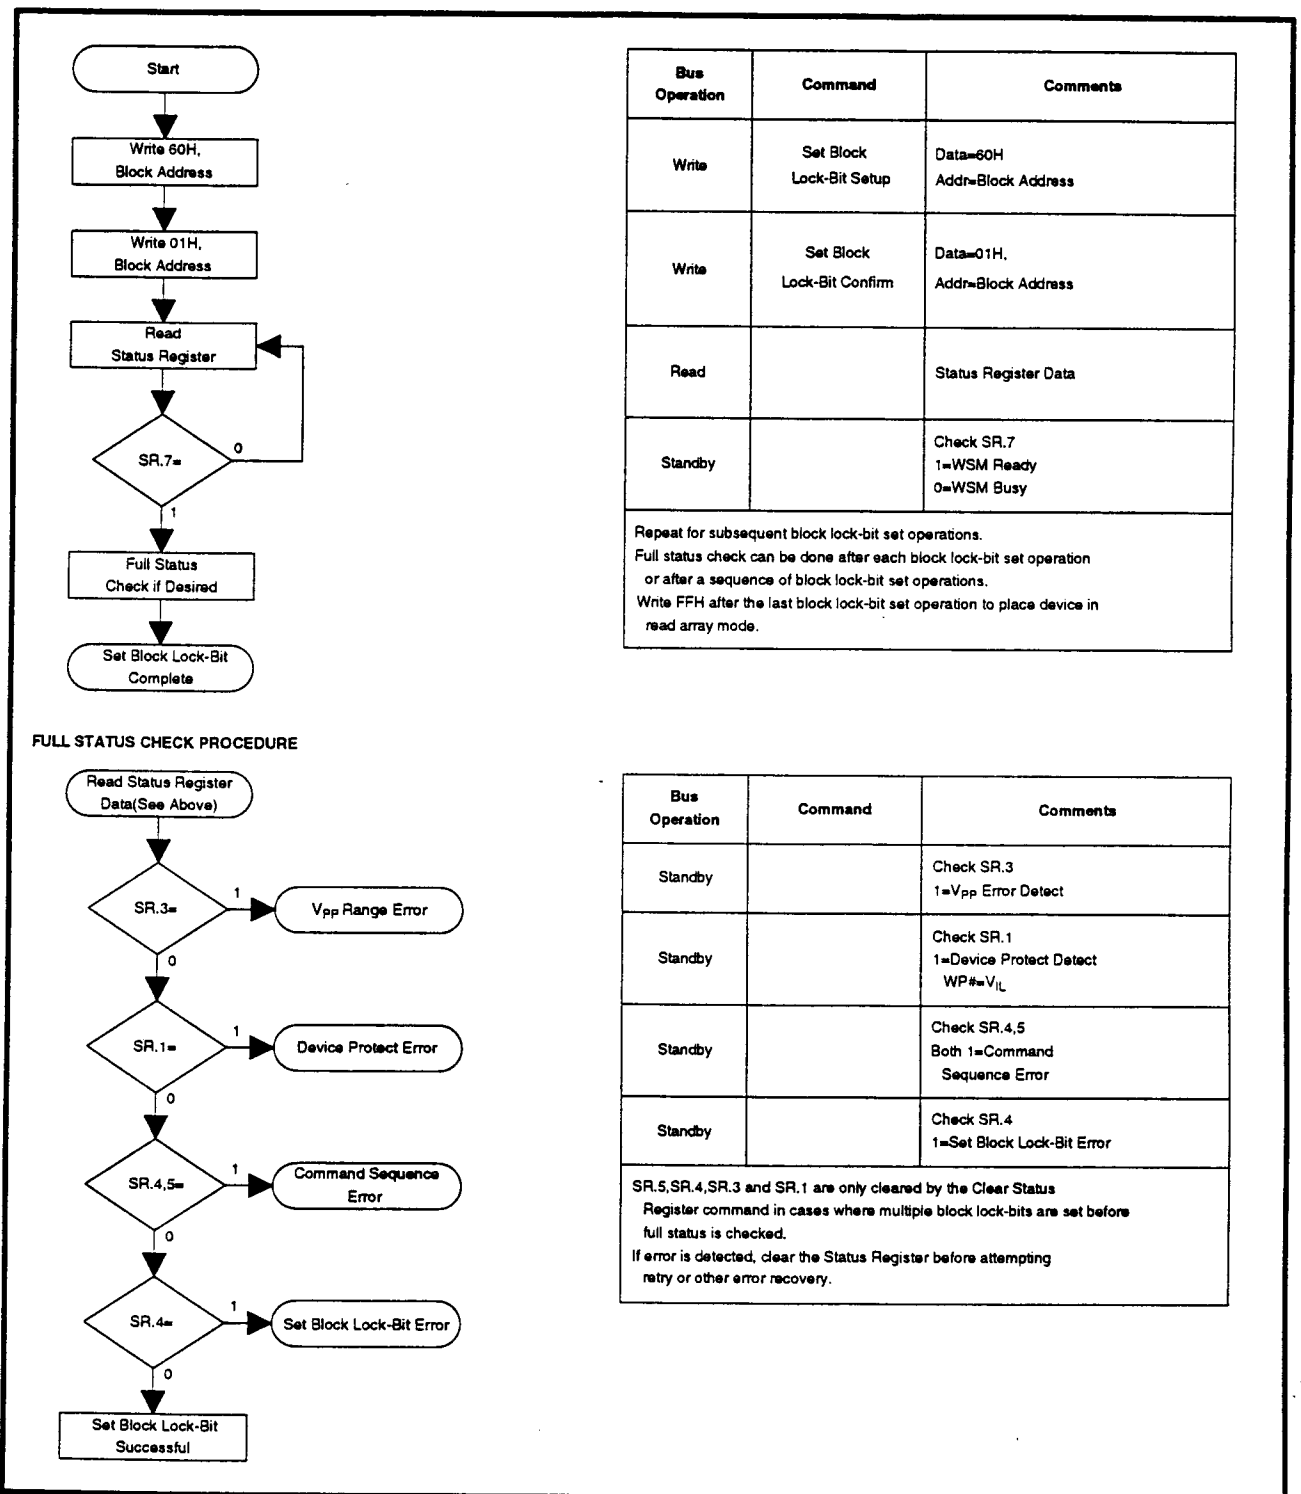 Start
Write 60H,
Block Address
Write 01H,
Block Address
Read
Status Register
SR.7=
0
1
Full Status
Check if Desired
Set Block Lock-Bit
Complete
Bus
Operation
Command
Comments
Write
Set Block
Lock-Bit Setup
Data=60H
Addr=Block Address
Write
Set Block
Lock-Bit Confirm
Data=01H,
Addr=Block Address
Read
Status Register Data
Standby
Check SR.7
1=WSM Ready
0=WSM Busy
Repeat for subsequent block lock-bit set operations.
Full status check can be done after each block lock-bit set operation
or after a sequence of block lock-bit set operations.
Write FFH after the last block lock-bit set operation to place device in
read array mode.
FULL STATUS CHECK PROCEDURE
Read Status Register
Data(See Above)
SR.3=
1
VPP Range Error
0
SR.1=
1
Device Protect Error
0
SR.4,5=
1
Command Sequence
Error
0
SR.4=
1
Set Block Lock-Bit Error
0
Set Block Lock-Bit
Successful
Bus
Operation
Command
Comments
Standby
Check SR.3
1=VPP Error Detect
Standby
Check SR.1
1=Device Protect Detect
WP#=VIL
Standby
Check SR.4,5
Both 1=Command
Sequence Error
Standby
Check SR.4
1=Set Block Lock-Bit Error
SR.5,SR.4,SR.3 and SR.1 are only cleared by the Clear Status
Register command in cases where multiple block lock-bits are set before
full status is checked.
If error is detected, clear the Status Register before attempting
retry or other error recovery.